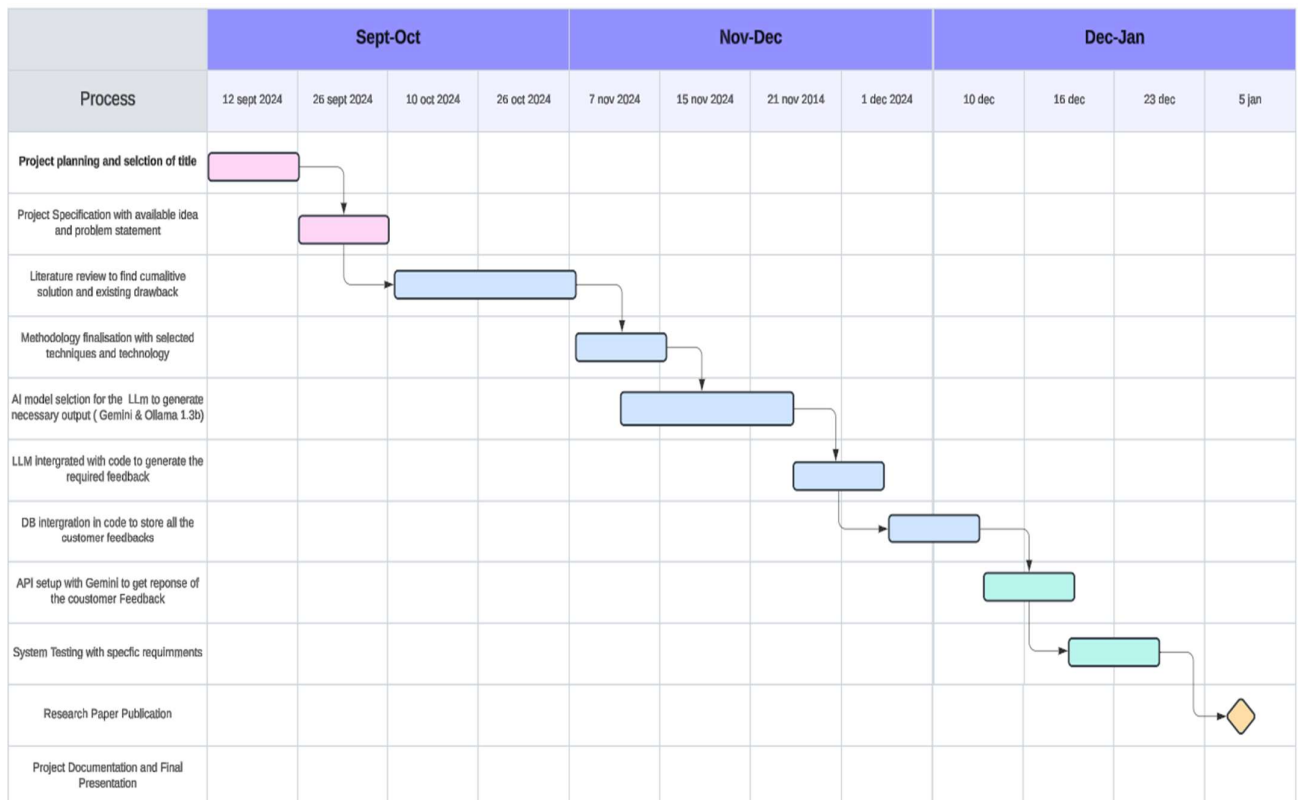 Sept-Oct
Nov-Dec
Dec-Jan
Process
12 sept 2024
26 sept 2024
10 oct 2024
26 oct 2024
7 nov 2024
15 nov 2024
21 nov 2014
1 dec 2024
10 dec
16 dec
23 dec
5 jan
Project planning and selction of title
Project Specification with available idea
and problem statement
Literature review to find cumalitive
solution and existing drawback
Methodology finalisation with selected
techniques and technology
AI model selction for the LLm to generate
necessary output ( Gemini & Ollama 1.3b)
LLM intergrated with code to generate the
required feedback
DB intergration in code to store all the
customer feedbacks
API setup with Gemini to get reponse of
the coustomer Feedback
System Testing with specfic requirnments
Research Paper Publication
Project Documentation and Final
Presentation